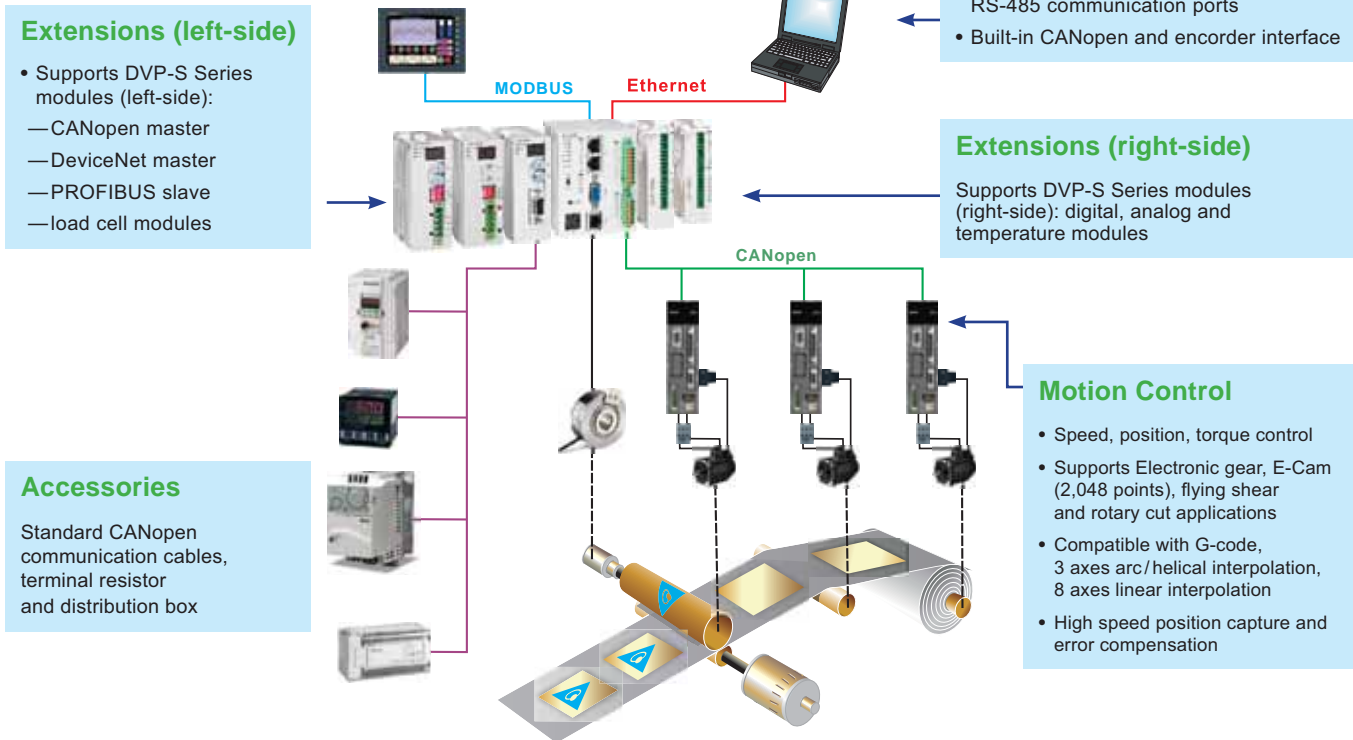 RS-485 communication ports
• Built-in CANopen and encorder interface
Extensions (left-side)
• Supports DVP-S Series
modules (left-side):
—CANopen master
—DeviceNet master
—PROFIBUS slave
—load cell modules
MODBUS
Ethernet
Extensions (right-side)
Supports DVP-S Series modules
(right-side): digital, analog and
temperature modules
CANopen
Motion Control
• Speed, position, torque control
• Supports Electronic gear, E-Cam
(2,048 points), flying shear
and rotary cut applications
• Compatible with G-code,
3 axes arc/helical interpolation,
8 axes linear interpolation
• High speed position capture and
error compensation
Accessories
Standard CANopen
communication cables,
terminal resistor
and distribution box